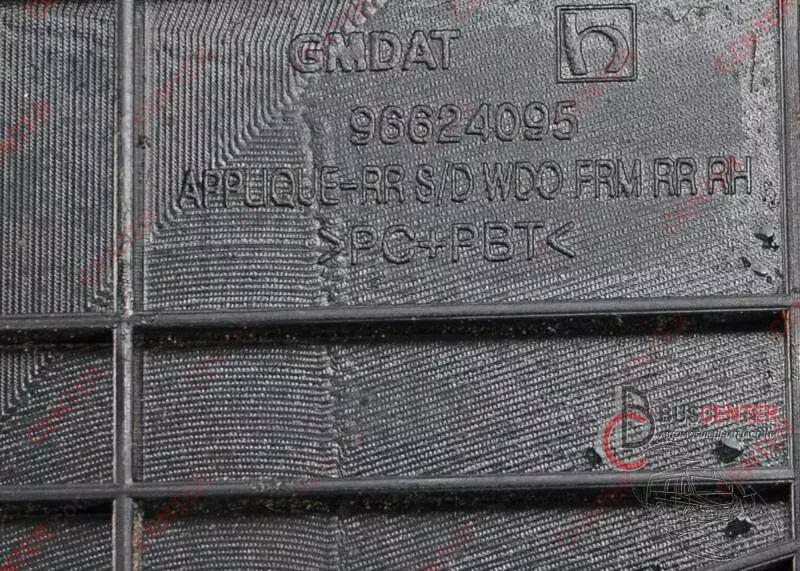 GMDAT
96624095
APPLIQUE-RR S/D WDO FRM RR RH
>PC+PBT<
BUSCENTER